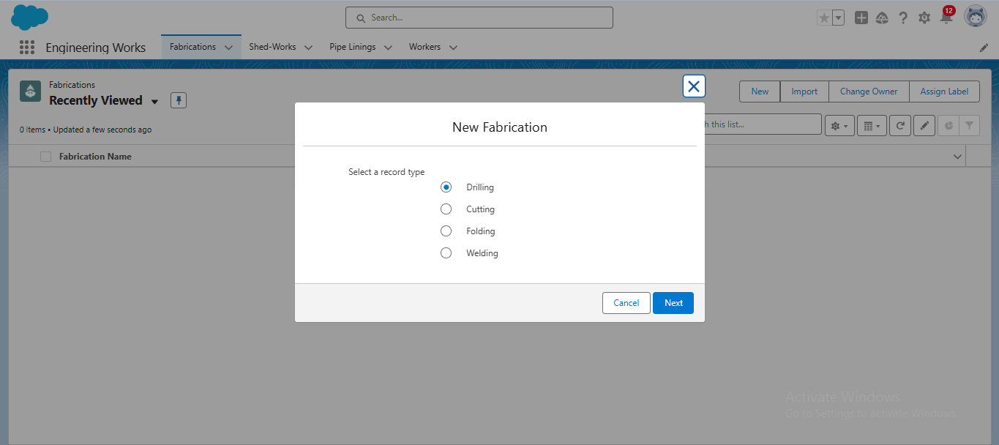 Search...
12
Engineering Works
Fabrications
Shed-Works
Pipe Linings
Workers
Fabrications
Recently Viewed
New
Import
Change Owner
Assign Label
0 items • Updated a few seconds ago
h this list...
Fabrication Name
New Fabrication
Select a record type
Drilling
Cutting
Folding
Welding
Cancel
Next
Activate Windows
Go to Settings to activate Windows.